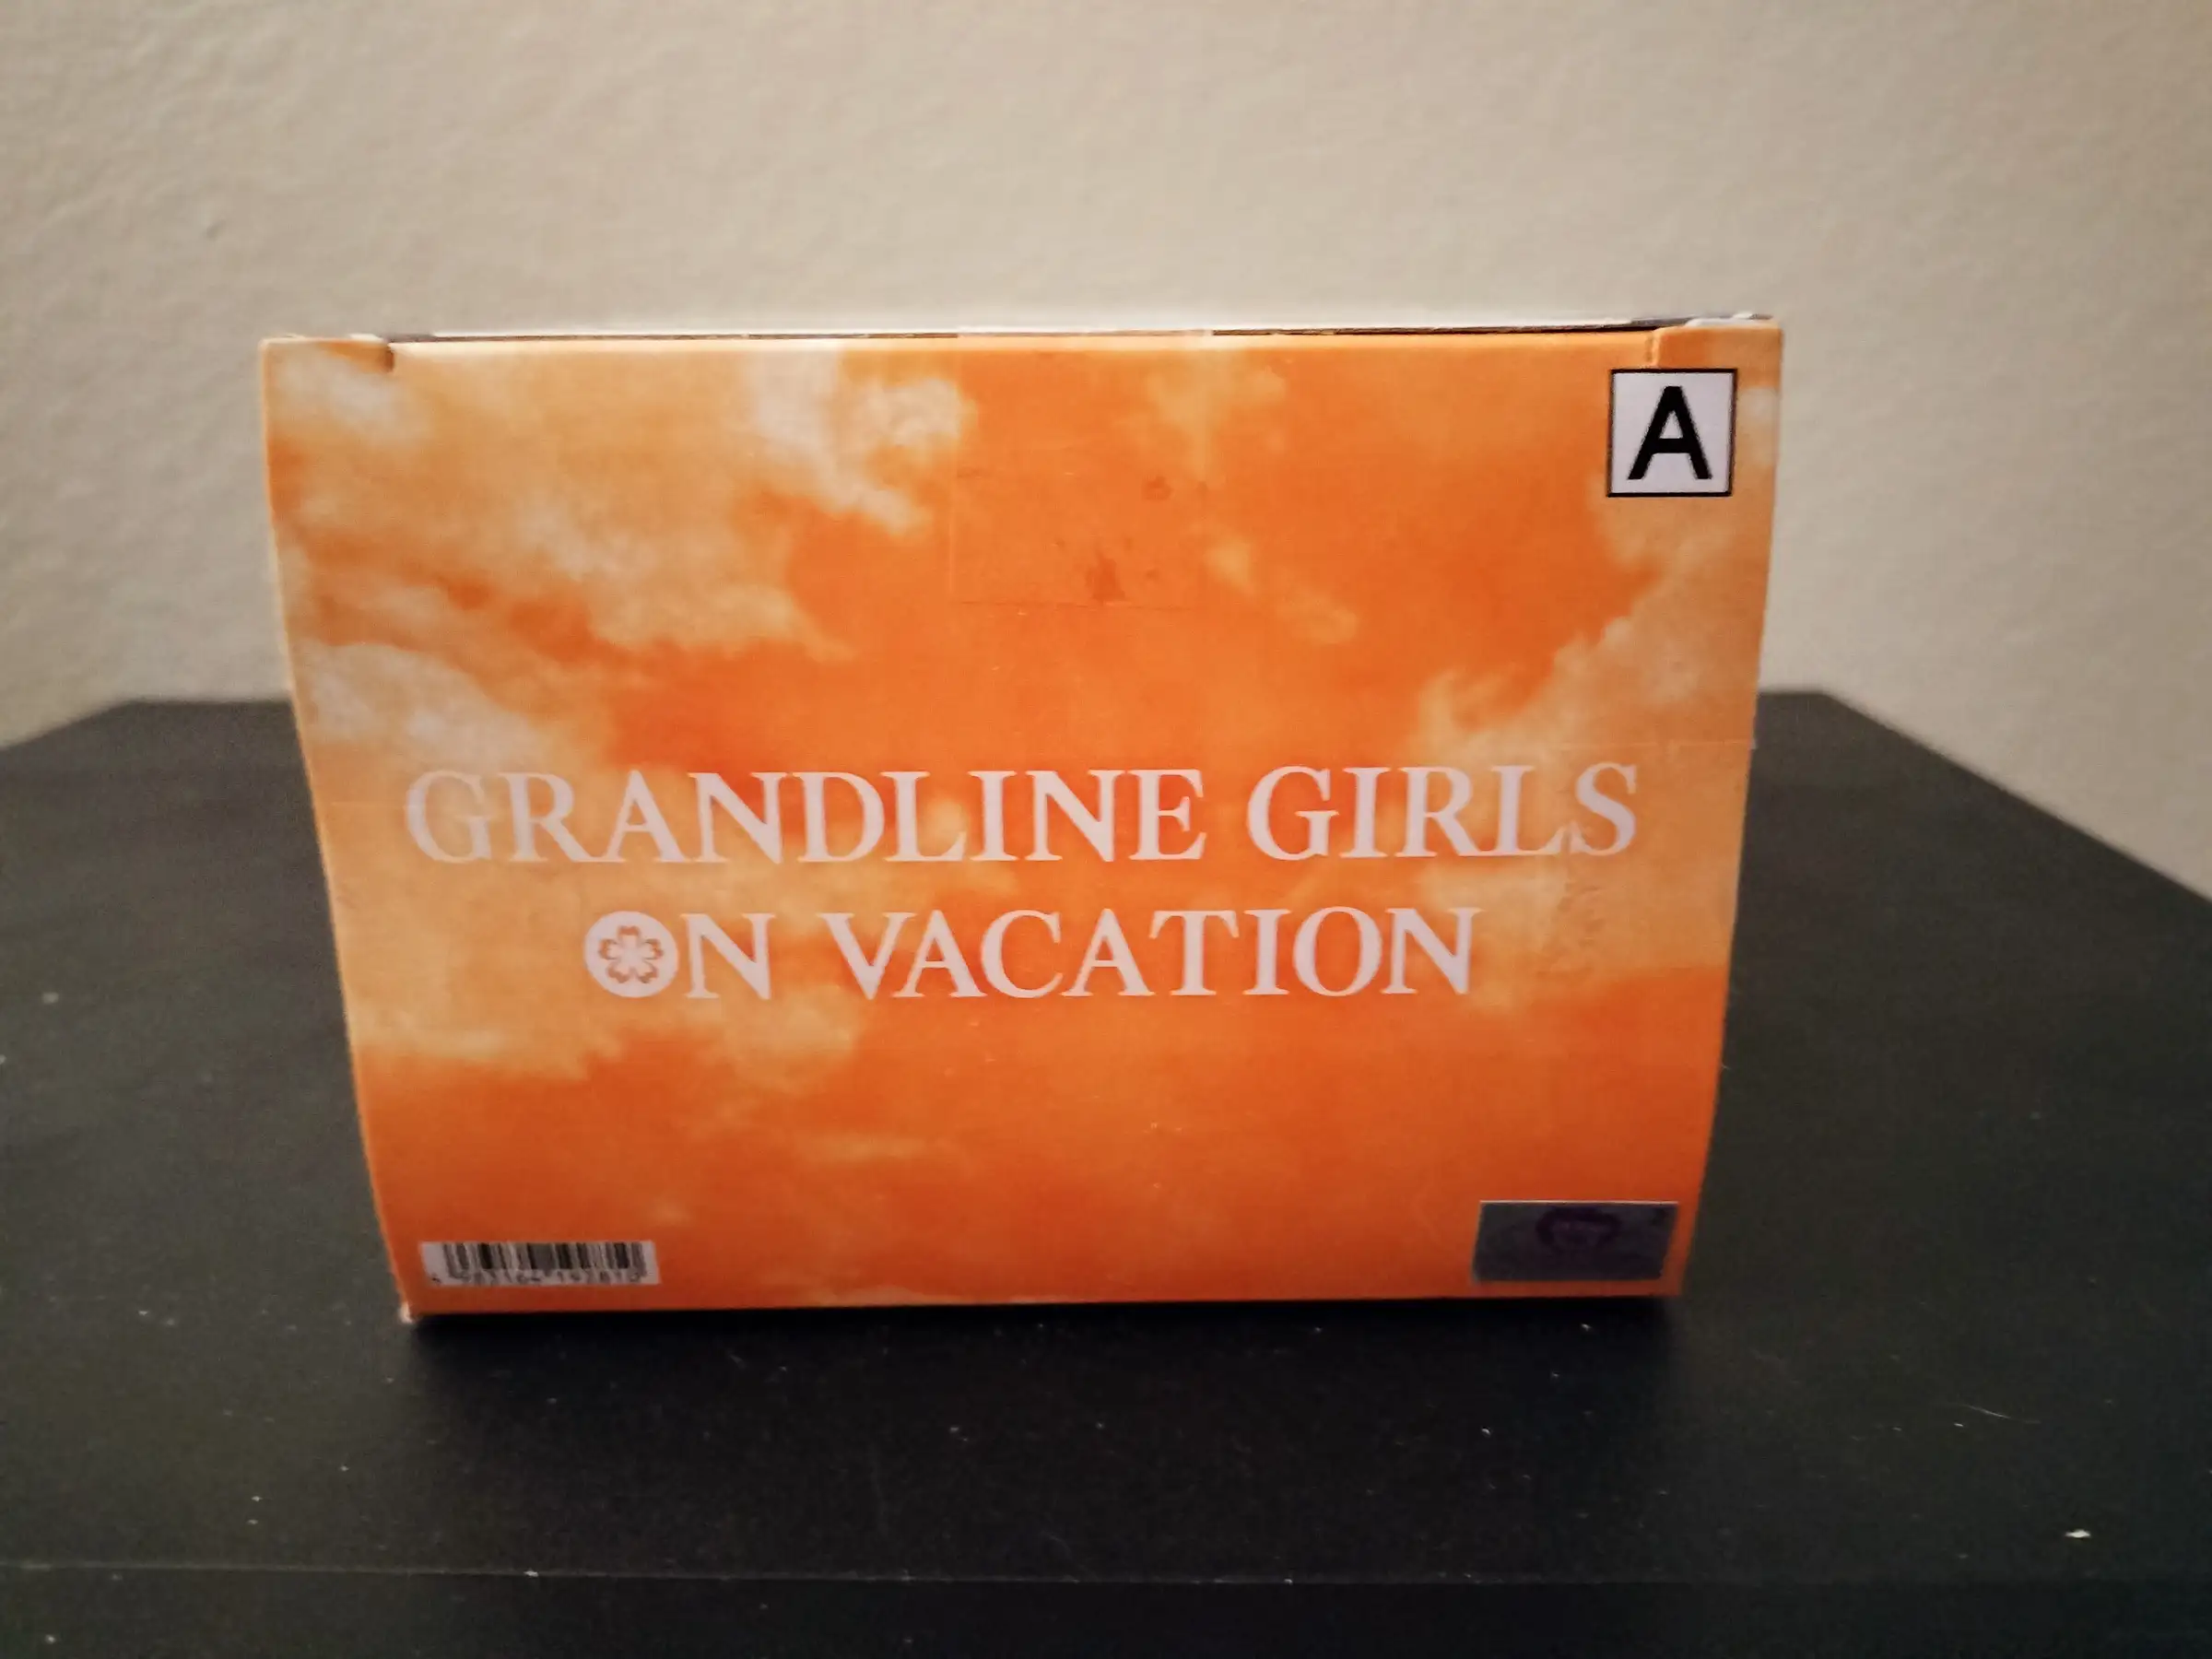 A
GRANDLINE GIRLS
ON VACATION